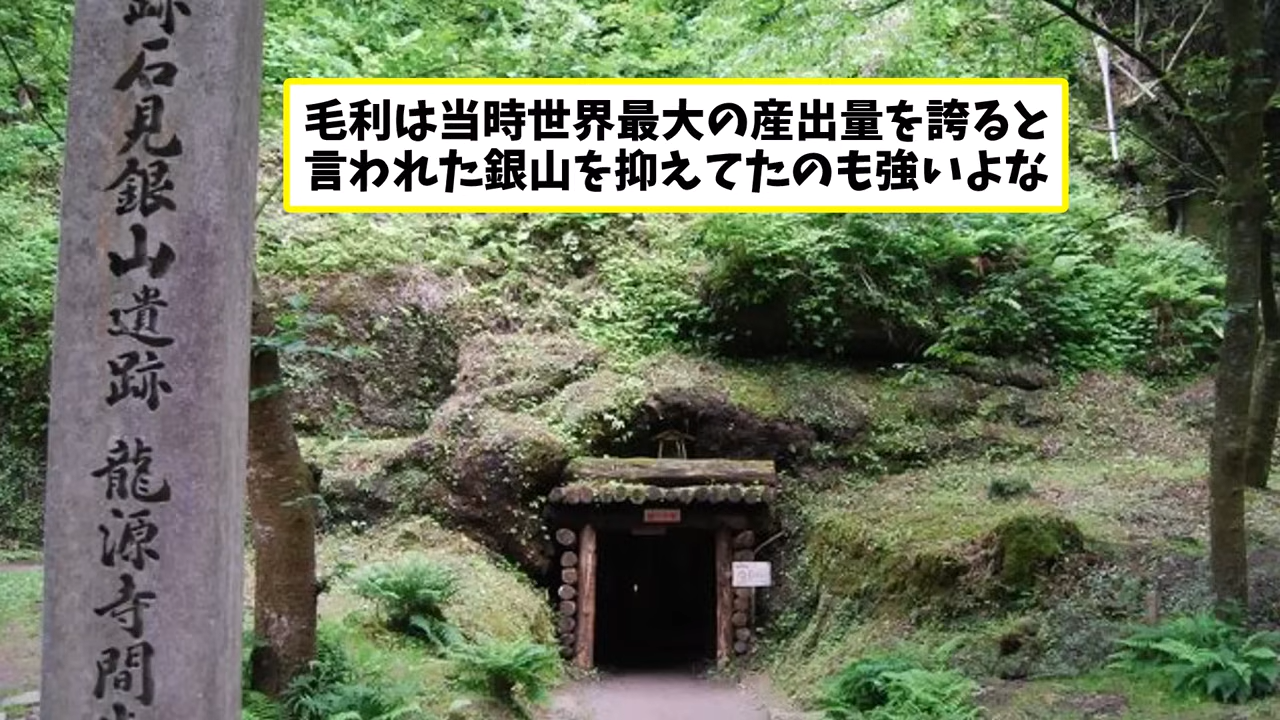 毛利は当時世界最大の産出量を誇ると
言われた銀山を抑えてたのも強いよな
跡石見銀山遺跡 龍源寺間